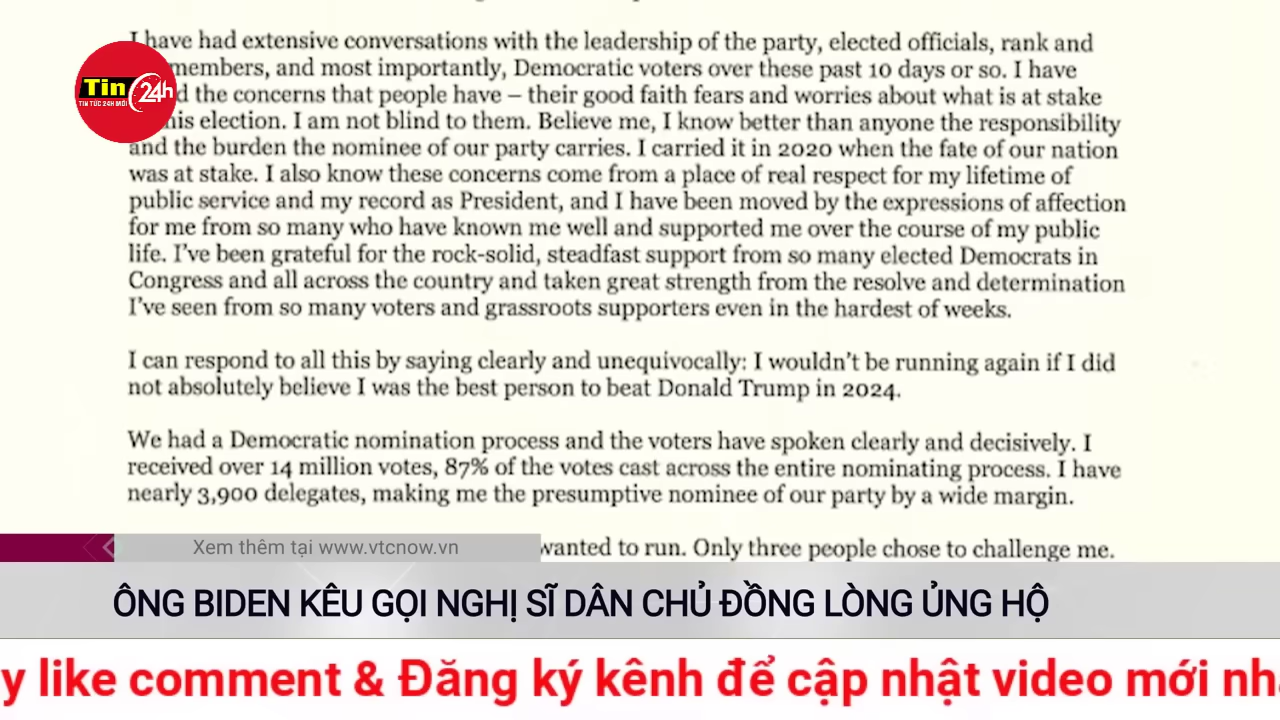 I have had extensive conversations with the leadership of the party, elected officials, rank and
members, and most importantly, Democratic voters over these past 10 days or so. I have
the concerns that people have – their good faith fears and worries about what is at stake
election. I am not blind to them. Believe me, I know better than anyone the responsibility
and the burden the nominee of our party carries. I carried it in 2020 when the fate of our nation
was at stake. I also know these concerns come from a place of real respect for my lifetime of
public service and my record as President, and I have been moved by the expressions of affection
for me from so many who have known me well and supported me over the course of my public
life. I've been grateful for the rock-solid, steadfast support from so many elected Democrats in
Congress and all across the country and taken great strength from the resolve and determination
I've seen from so many voters and grassroots supporters even in the hardest of weeks.
I can respond to all this by saying clearly and unequivocally: I wouldn't be running again if I did
not absolutely believe I was the best person to beat Donald Trump in 2024.
We had a Democratic nomination process and the voters have spoken clearly and decisively. I
received over 14 million votes, 87% of the votes cast across the entire nominating process. I have
nearly 3,900 delegates, making me the presumptive nominee of our party by a wide margin.
wanted to run. Only three people chose to challenge me.
Tin 24h
TIN TỨC 24H MỚI
Xem thêm tại www.vtcnow.vn
ÔNG BIDEN KÊU GỌI NGHỊ SĨ DÂN CHỦ ĐỒNG LÒNG ỦNG HỘ
y like comment & Đăng ký kênh để cập nhật video mới nh